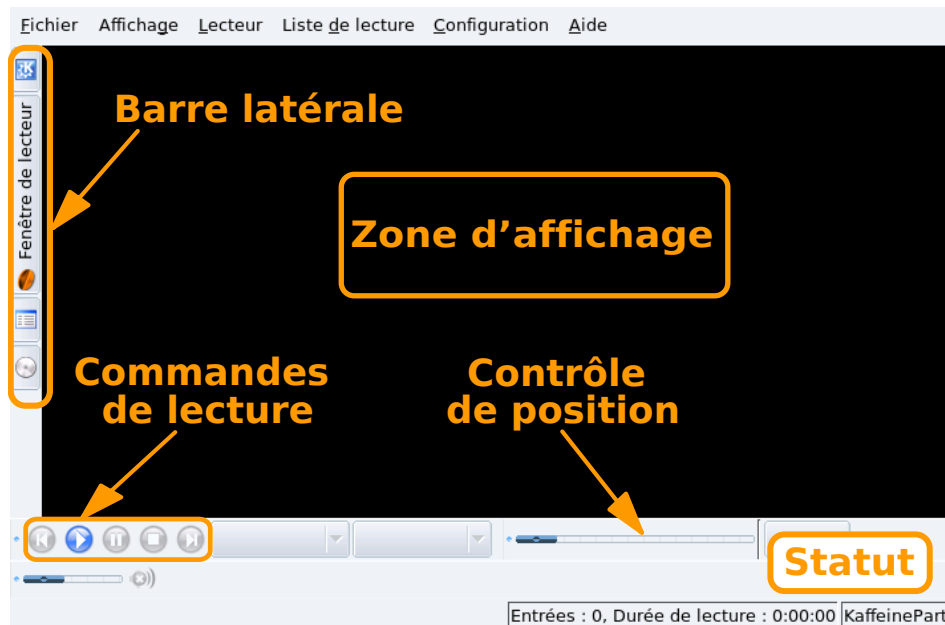 Fichier Affichage Lecteur Liste de lecture Configuration Aide
Barre latérale
Fenêtre de lecteur
Zone d’affichage
Commandes
de lecture
Contrôle
de position
Statut
Entrées : 0, Durée de lecture : 0:00:00 KaffeinePart